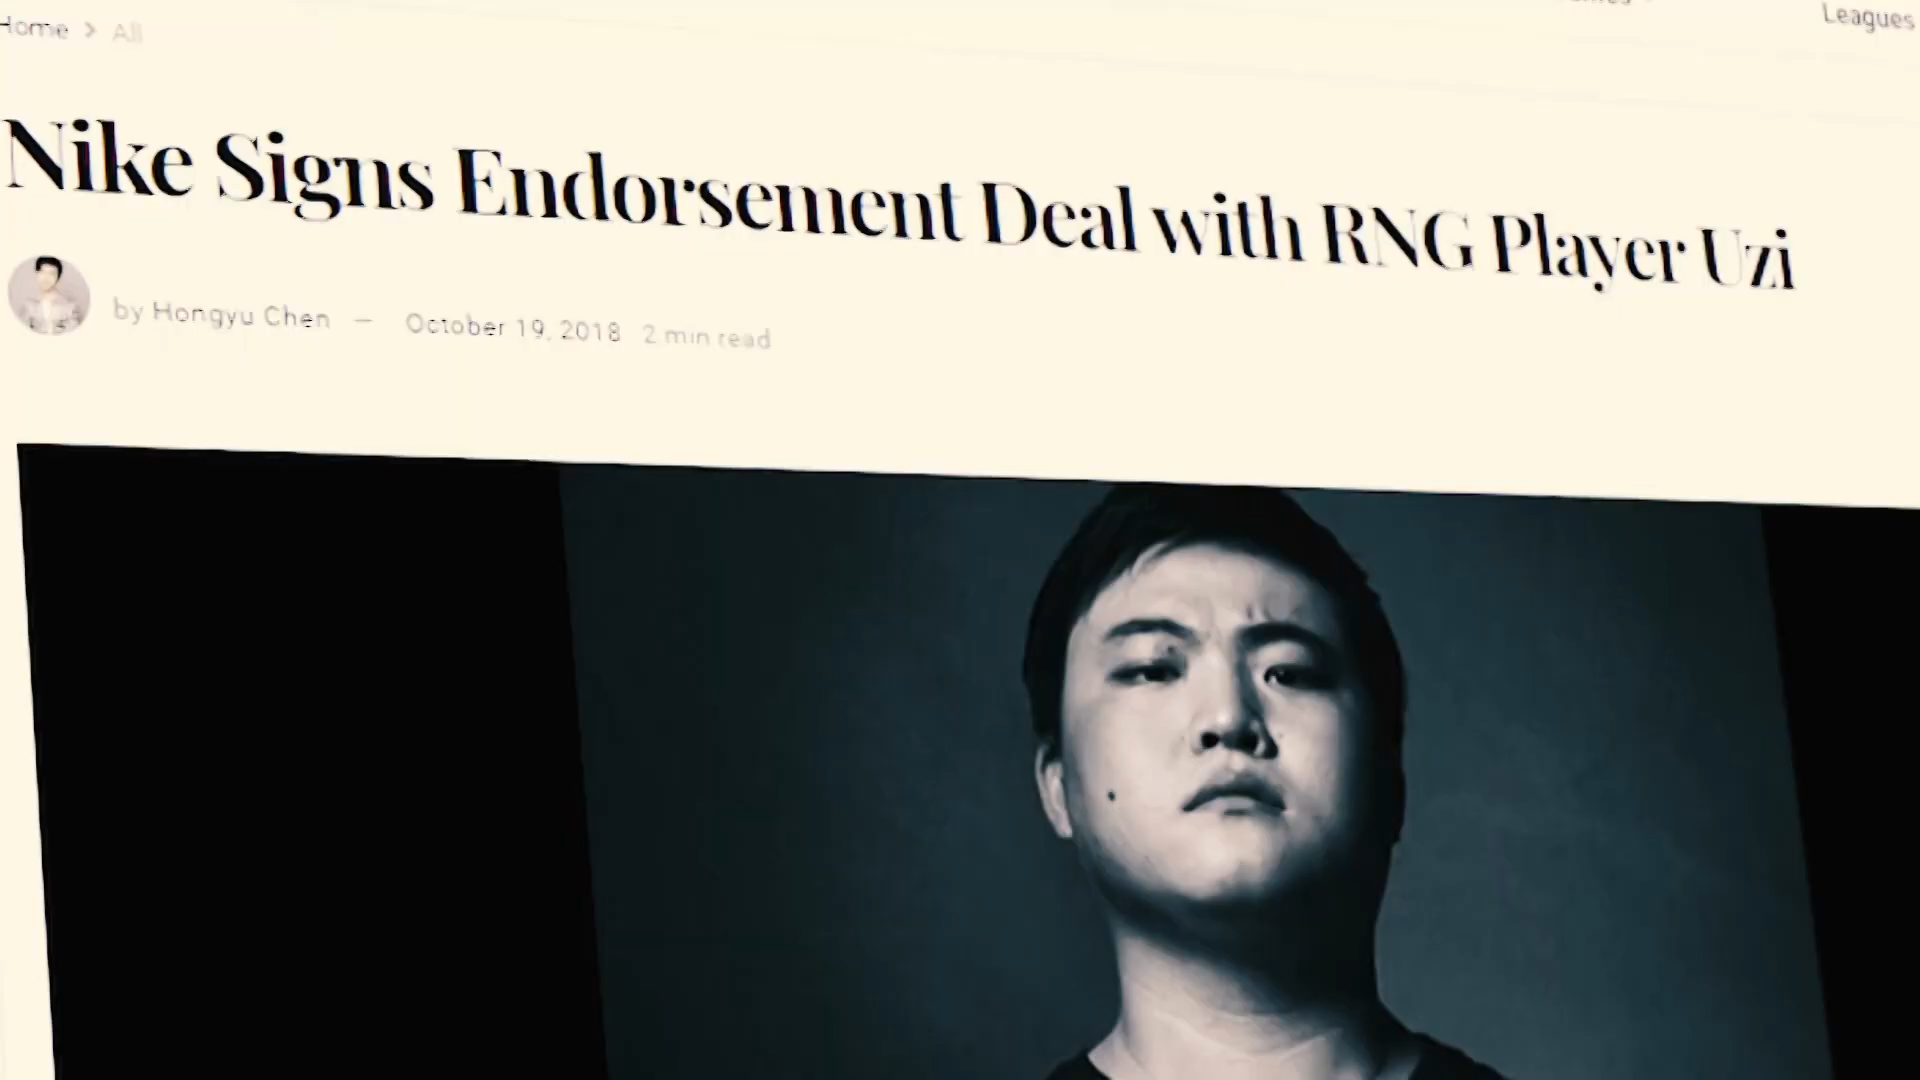 Home > All
Leagues
Nike Signs Endorsement Deal with RNG Player Uzi
by Hongyu Chen — October 19, 2018 2 min read